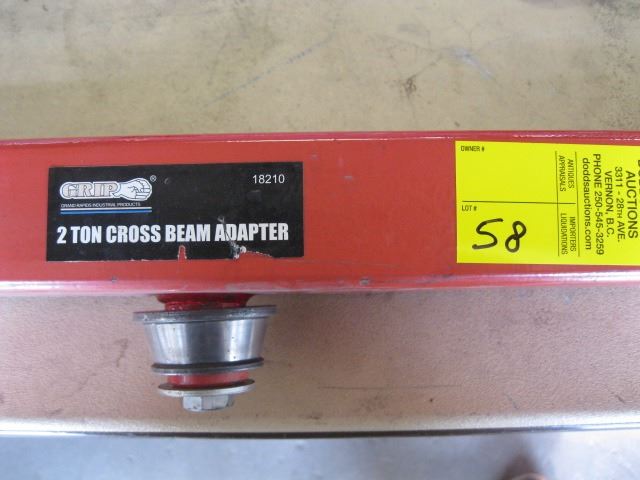 GRIP
GRAND RAPIDS INDUSTRIAL PRODUCTS
18210
2 TON CROSS BEAM ADAPTER
OWNER #
LOT #
58
ANTIQUES
APPRAISALS
IMPORTERS
LIQUIDATIONS
AUCTIONS
3311 - 28TH AVE.
VERNON, B.C.
PHONE 250-545-3259
doddsauctions.com